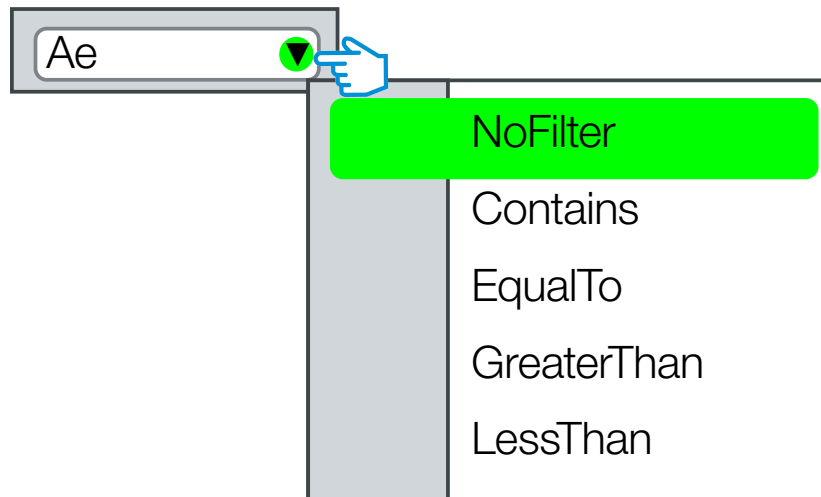 Ae
NoFilter
Contains
EqualTo
GreaterThan
LessThan